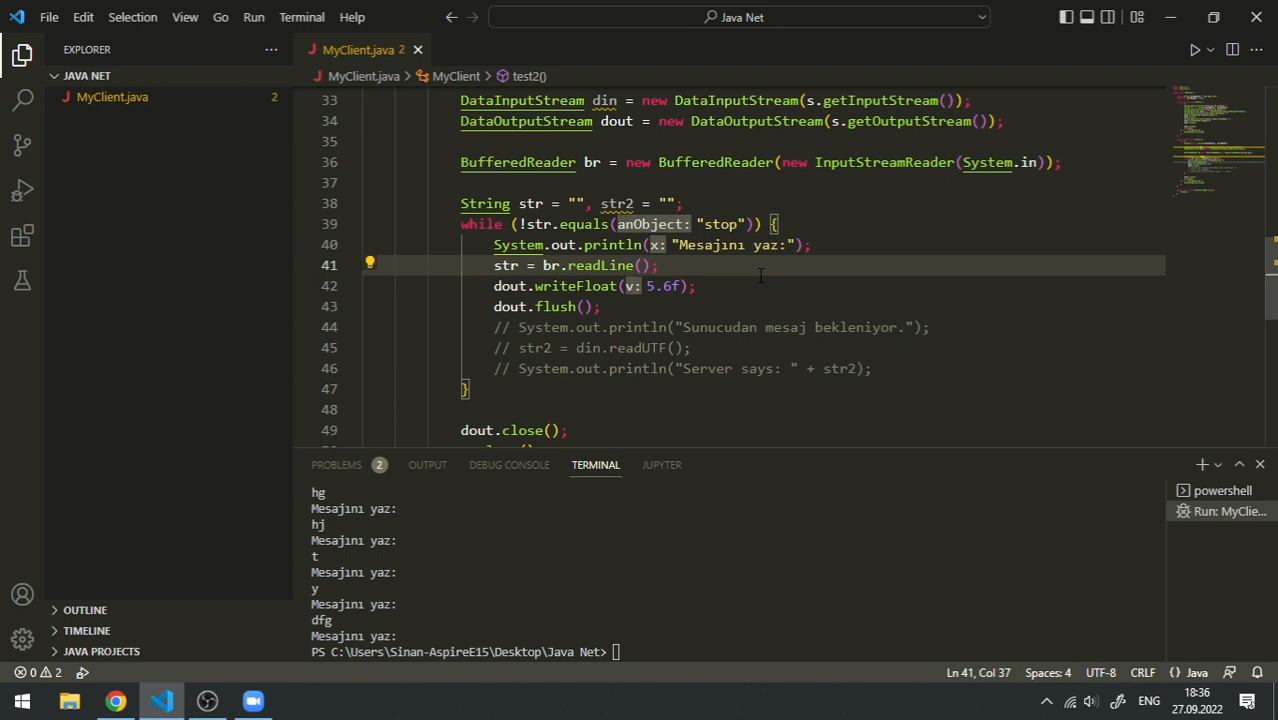 File Edit Selection View Go Run Terminal Help
Java Net
EXPLORER
JAVA NET
MyClient.java 2
MyClient.java 2
MyClient.java > MyClient > test2()
33 DataInputStream din = new DataInputStream(s.getInputStream());
34 DataOutputStream dout = new DataOutputStream(s.getOutputStream());
35
36 BufferedReader br = new BufferedReader(new InputStreamReader(System.in));
37
38 String str = "", str2 = "";
39 while (!str.equals(anObject: "stop")) {
40 System.out.println(x: "Mesajını yaz:");
41 str = br.readLine();
42 dout.writeFloat(v: 5.6f);
43 dout.flush();
44 // System.out.println("Sunucudan mesaj bekleniyor.");
45 // str2 = din.readUTF();
46 // System.out.println("Server says: " + str2);
47 }
48
49 dout.close();
PROBLEMS 2 OUTPUT DEBUG CONSOLE TERMINAL JUPYTER
hg
Mesajını yaz:
hj
Mesajını yaz:
t
Mesajını yaz:
y
Mesajını yaz:
dfg
Mesajını yaz:
PS C:\Users\Sinan-AspireE15\Desktop\Java Net>
powershell
Run: MyClie...
OUTLINE
TIMELINE
JAVA PROJECTS
0 2
Ln 41, Col 37 Spaces: 4 UTF-8 CRLF {} Java
ENG
18:36
27.09.2022